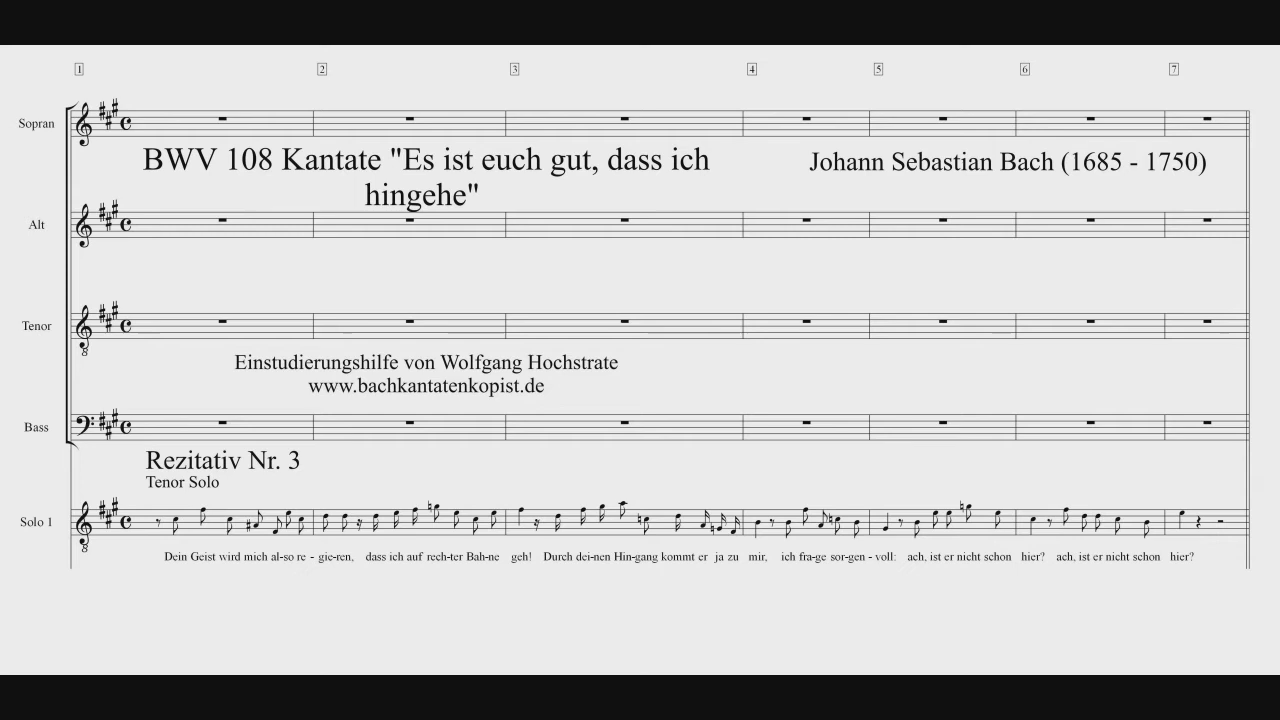 1 2 3 4 5 6 7
Sopran
BWV 108 Kantate "Es ist euch gut, dass ich
hingehe"
Johann Sebastian Bach (1685 - 1750)
Alt
Tenor
Einstudierungshilfe von Wolfgang Hochstrate
www.bachkantatenkopist.de
Bass
Rezitativ Nr. 3
Tenor Solo
Solo 1
Dein Geist wird mich al-so re - gie-ren, dass ich auf rech-ter Bah-ne geh! Durch dei-nen Hin-gang kommt er ja zu mir, ich fra-ge sor-gen - voll: ach, ist er nicht schon hier? ach, ist er nicht schon hier?